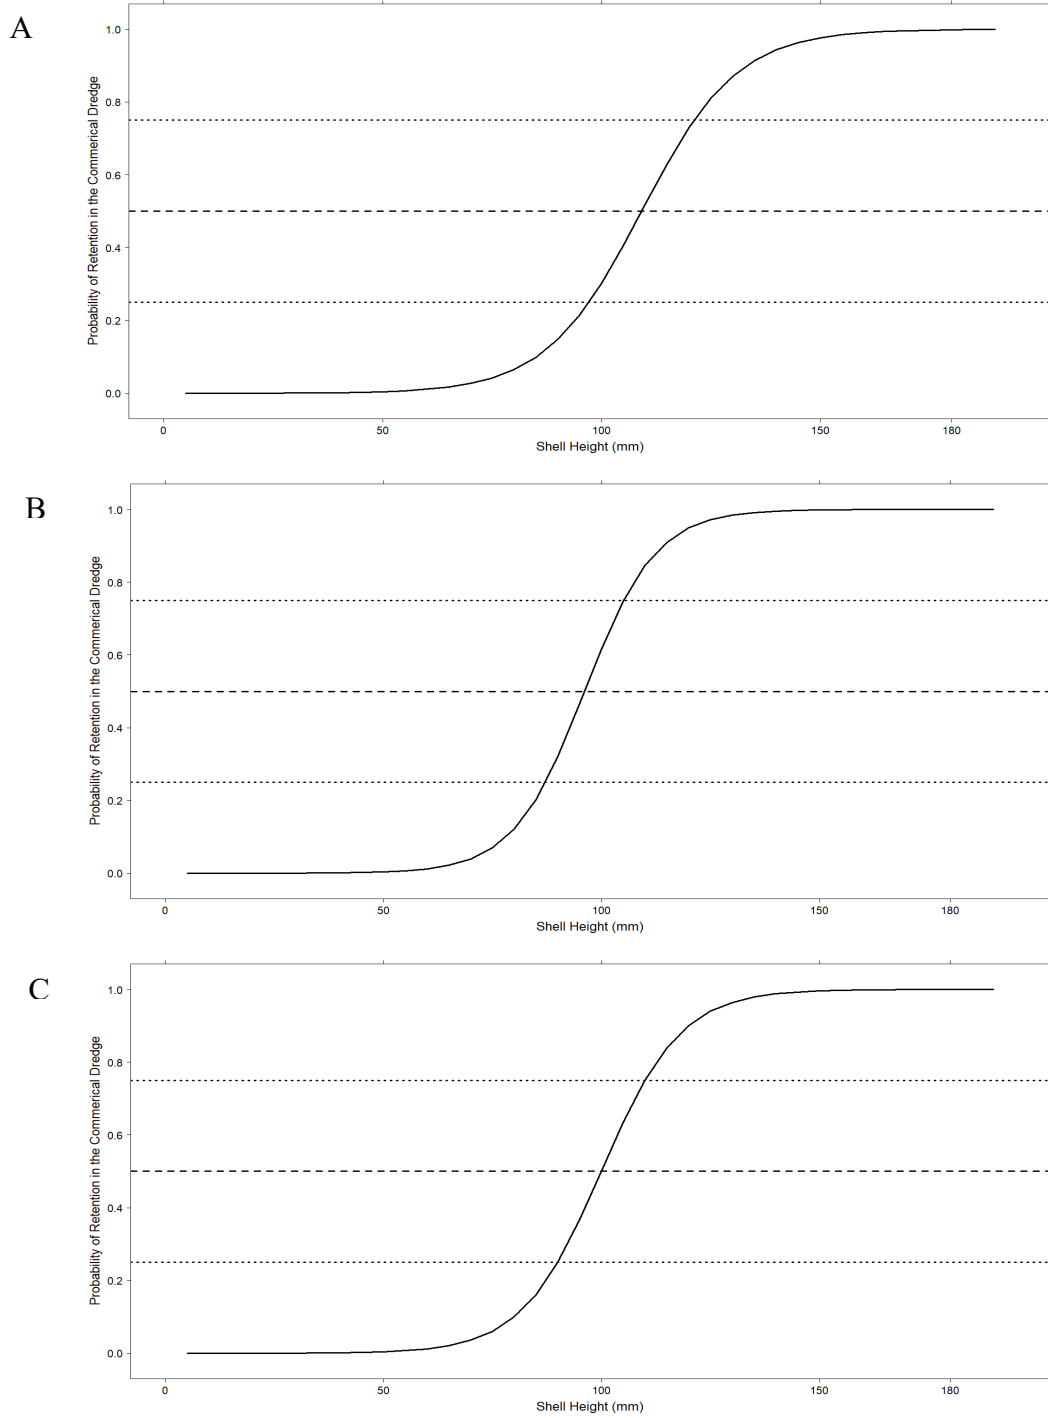 A
Probability of Retention in the Commerical Dredge
1.0
0.8
0.6
0.4
0.2
0.0
0 50 100 150 180
Shell Height (mm)
B
Probability of Retention in the Commerical Dredge
1.0
0.8
0.6
0.4
0.2
0.0
0 50 100 150 180
Shell Height (mm)
C
Probability of Retention in the Commerical Dredge
1.0
0.8
0.6
0.4
0.2
0.0
0 50 100 150 180
Shell Height (mm)